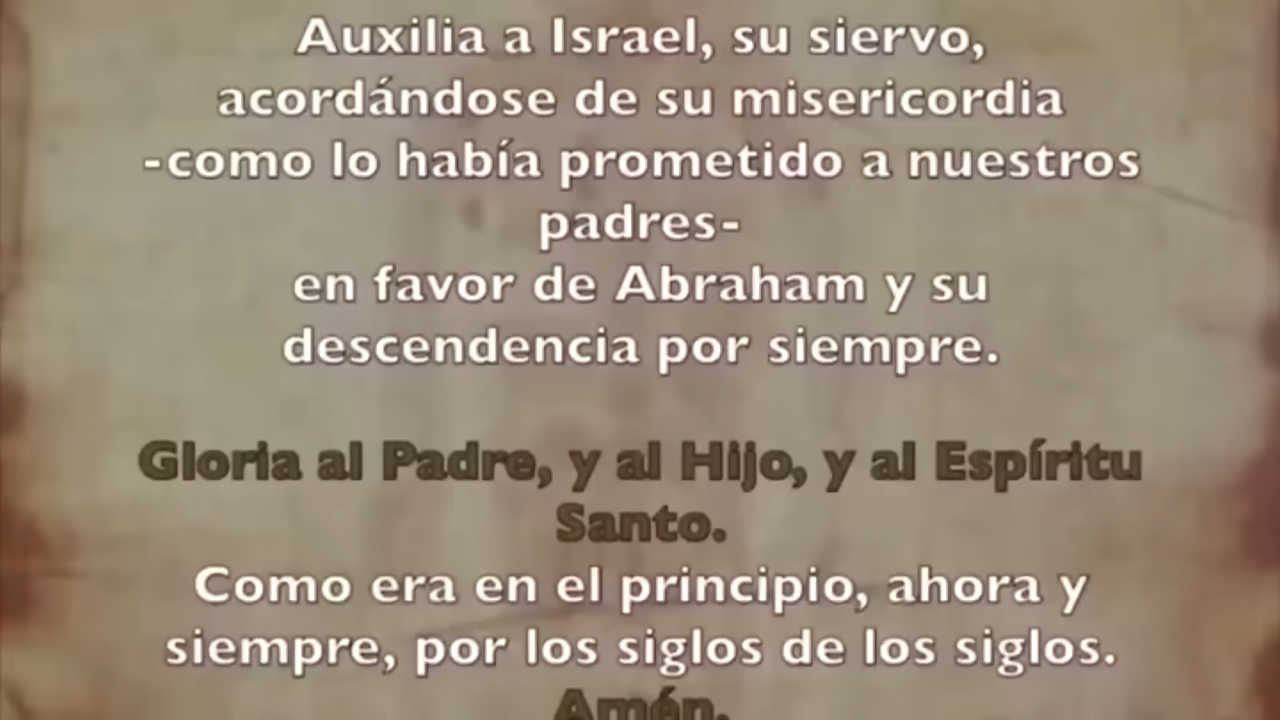 Auxilia a Israel, su siervo,
acordándose de su misericordia
-como lo había prometido a nuestros
padres-
en favor de Abraham y su
descendencia por siempre.
Gloria al Padre, y al Hijo, y al Espíritu
Santo.
Como era en el principio, ahora y
siempre, por los siglos de los siglos.
Amén.